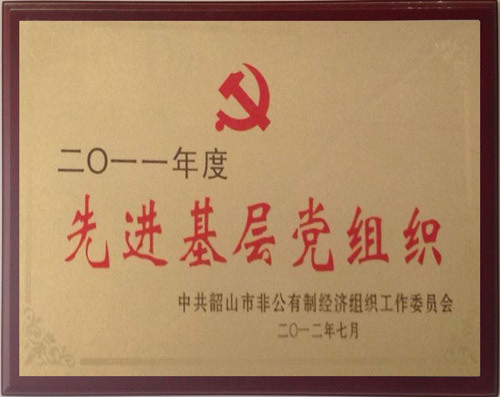 二〇一一年度
先进基层党组织
中共韶山市非公有制经济组织工作委员会
二〇一二年七月